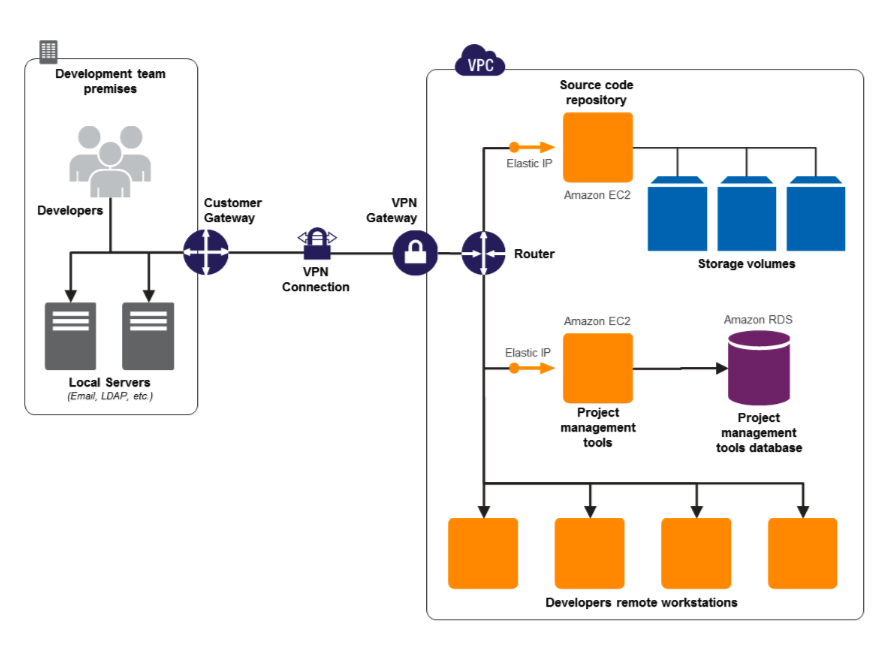 Development team
premises
Developers
Local Servers
(Email, LDAP, etc.)
Customer
Gateway
VPN
Connection
VPN
Gateway
VPC
Router
Source code
repository
Elastic IP
Amazon EC2
Storage volumes
Amazon EC2
Elastic IP
Project
management
tools
Amazon RDS
Project
management
tools database
Developers remote workstations